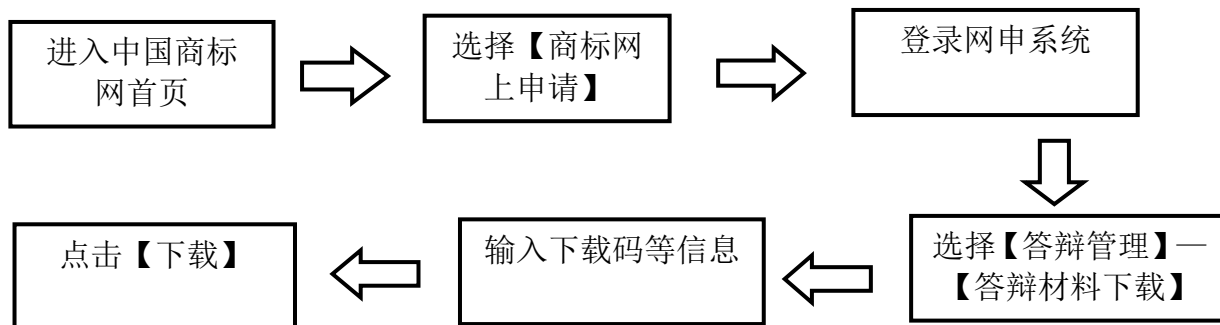 进入中国商标
网首页
选择【商标网
上申请】
登录网申系统
选择【答辩管理】—
【答辩材料下载】
输入下载码等信息
点击【下载】